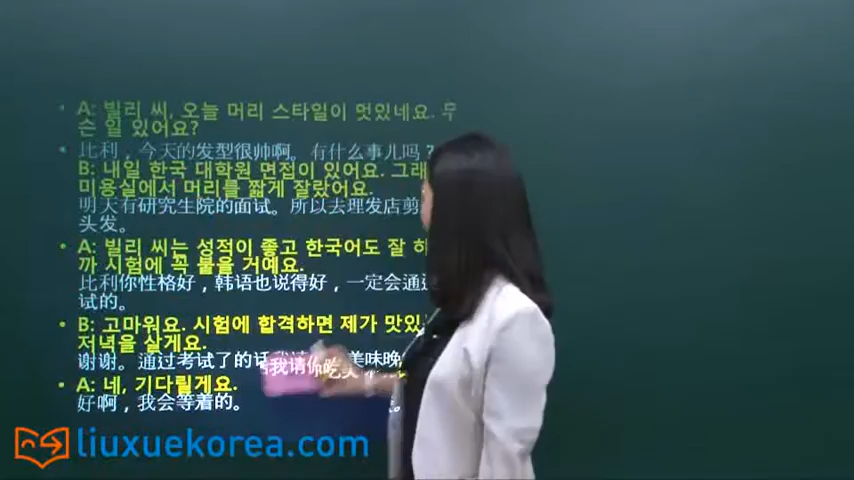 • A: 빌리 씨, 오늘 머리 스타일이 멋있네요. 무
슨 일 있어요?
• 比利，今天的发型很帅啊。有什么事儿吗？
B: 내일 한국 대학원 면접이 있어요. 그래
미용실에서 머리를 짧게 잘랐어요.
明天有研究生院的面试。所以去理发店剪
头发。
• A: 빌리 씨는 성적이 좋고 한국어도 잘 하
까 시험에 꼭 붙을 거예요.
比利你性格好，韩语也说得好，一定会通过
试的。
• B: 고마워요. 시험에 합격하면 제가 맛있
저녁을 살게요.
谢谢。通过考试了的话我请你吃美味晚
• A: 네, 기다릴게요.
好啊，我会等着的。
liuxuekorea.com